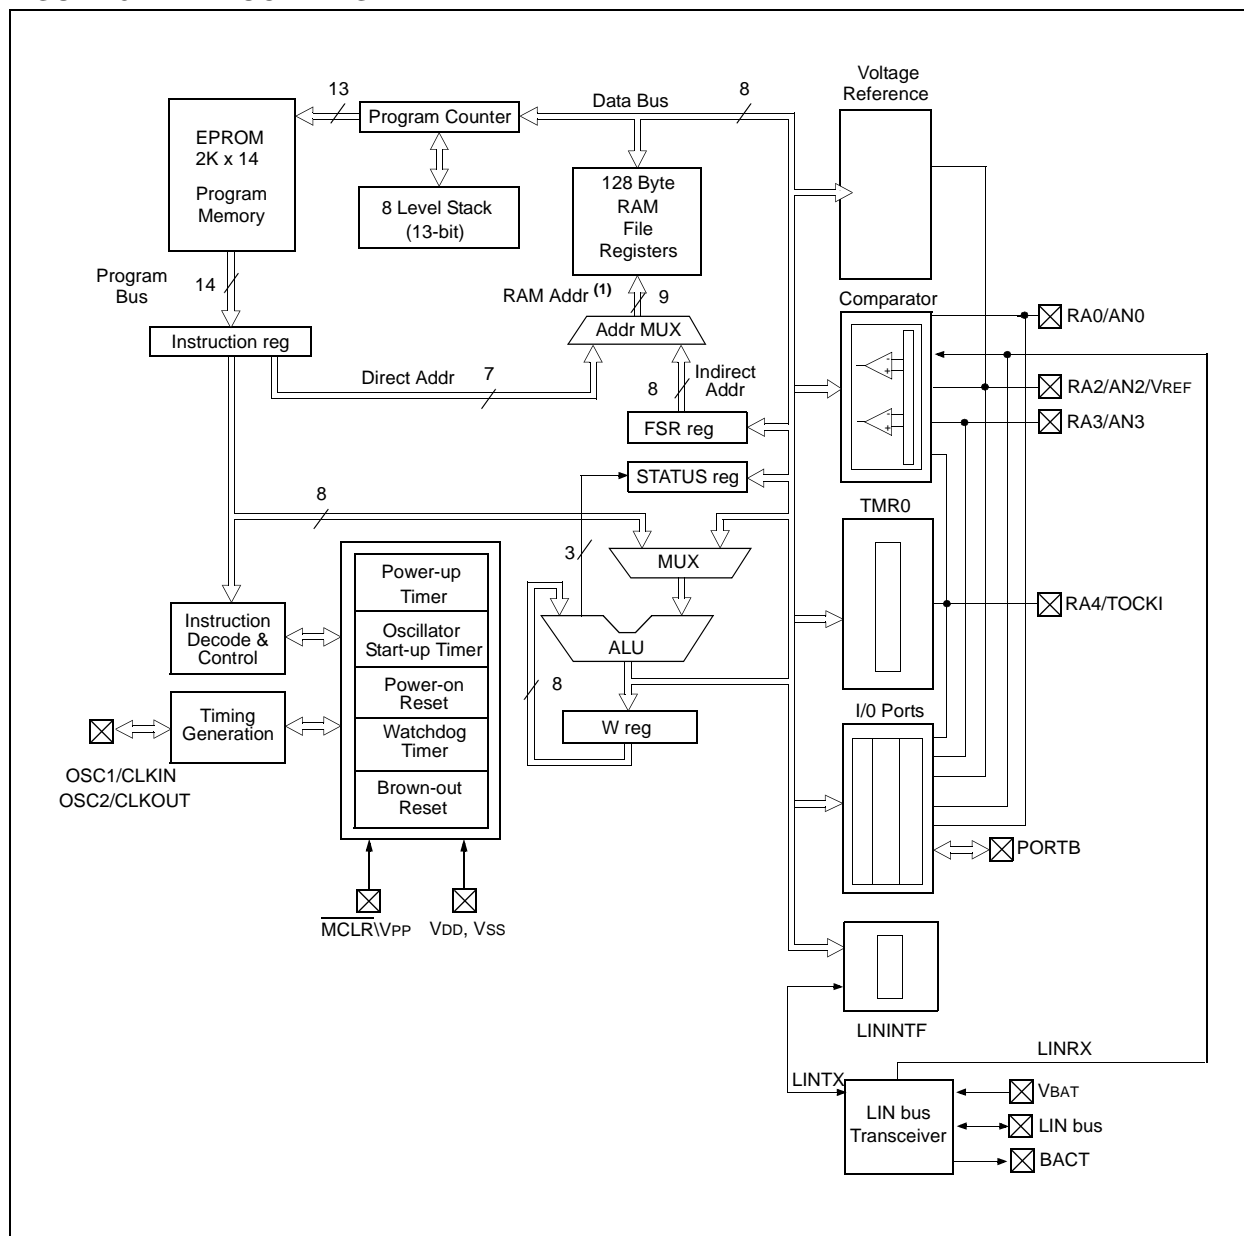 13
Data Bus
8
Voltage
Reference
EPROM
2K x 14
Program
Memory
Program Counter
8 Level Stack
(13-bit)
128 Byte
RAM
File
Registers
Program
Bus
14
RAM Addr (1)
9
Comparator
Addr MUX
RA0/AN0
Instruction reg
Direct Addr
7
8
Indirect
Addr
-
+
RA2/AN2/VREF
FSR reg
-
+
RA3/AN3
STATUS reg
TMR0
8
3
MUX
Power-up
Timer
Instruction
Decode &
Control
Oscillator
Start-up Timer
ALU
RA4/TOCKI
Power-on
Reset
8
Timing
Generation
W reg
I/0 Ports
Watchdog
Timer
OSC1/CLKIN
OSC2/CLKOUT
Brown-out
Reset
PORTB
MCLR\VPP
VDD, VSS
LININTF
LINRX
LINTX
LIN bus
Transceiver
VBAT
LIN bus
BACT